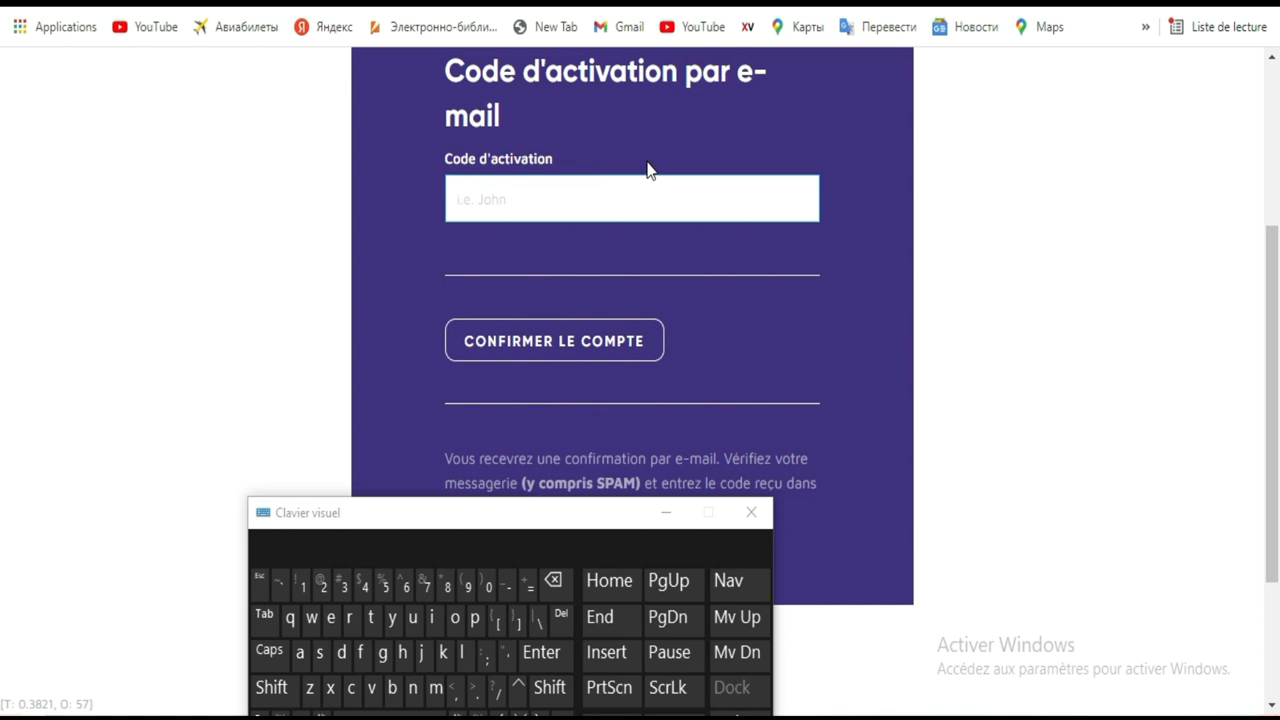 Applications YouTube Авиабилеты Яндекс Электронно-библи... New Tab Gmail YouTube XV Карты Перевести Новости Maps » Liste de lecture
Code d'activation par e-
mail
Code d'activation
i.e. John
CONFIRMER LE COMPTE
Vous recevrez une confirmation par e-mail. Vérifiez votre
messagerie (y compris SPAM) et entrez le code reçu dans
Clavier visuel
Esc ~ ` ! 1 @ 2 # 3 $ 4 % 5 ^ 6 & 7 * 8 ( 9 ) 0 _ - + = Home PgUp Nav
Tab q w e r t y u i o p { [ } ] | \ Del End PgDn Mv Up
Caps a s d f g h j k l : ; " ' Enter Insert Pause Mv Dn
Shift z x c v b n m < , > . ? / ^ Shift PrtScn ScrLk Dock
Activer Windows
Accédez aux paramètres pour activer Windows.
[T: 0.3821, O: 57]